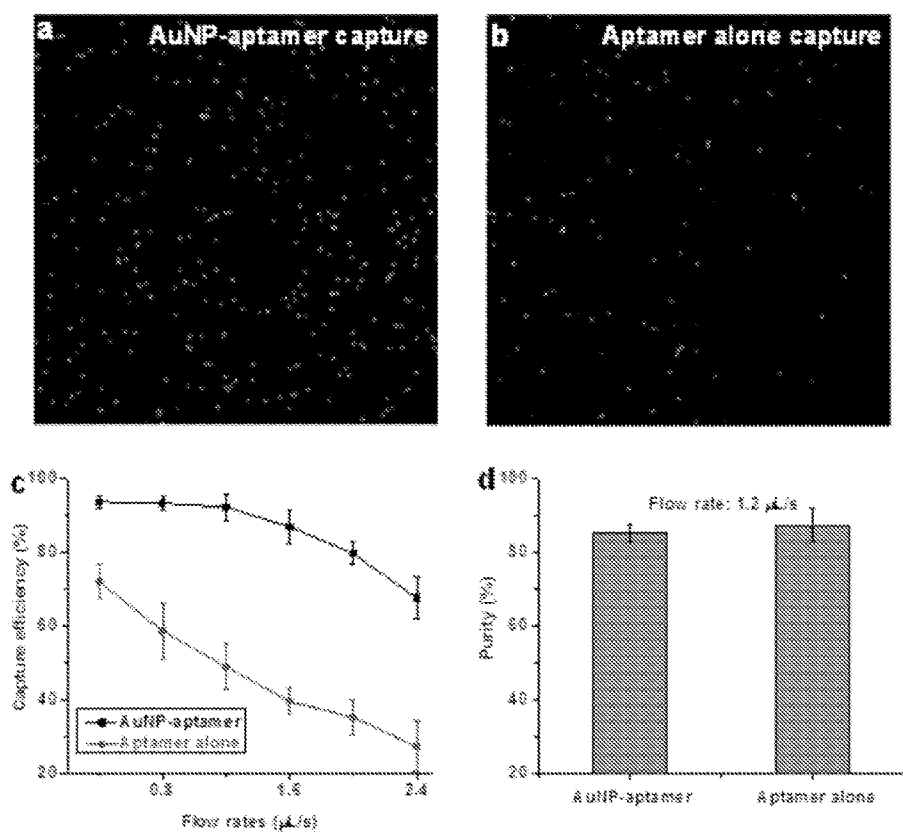 a AuNP-aptamer capture
b Aptamer alone capture
c
100
80
60
40
20
Capture efficiency (%)
AuNP-aptamer
Aptamer alone
0.8 1.6 2.4
Flow rates (μL/s)
d
100
80
60
40
20
Purity (%)
Flow rate: 1.2 μL/s
AuNP-aptamer Aptamer alone